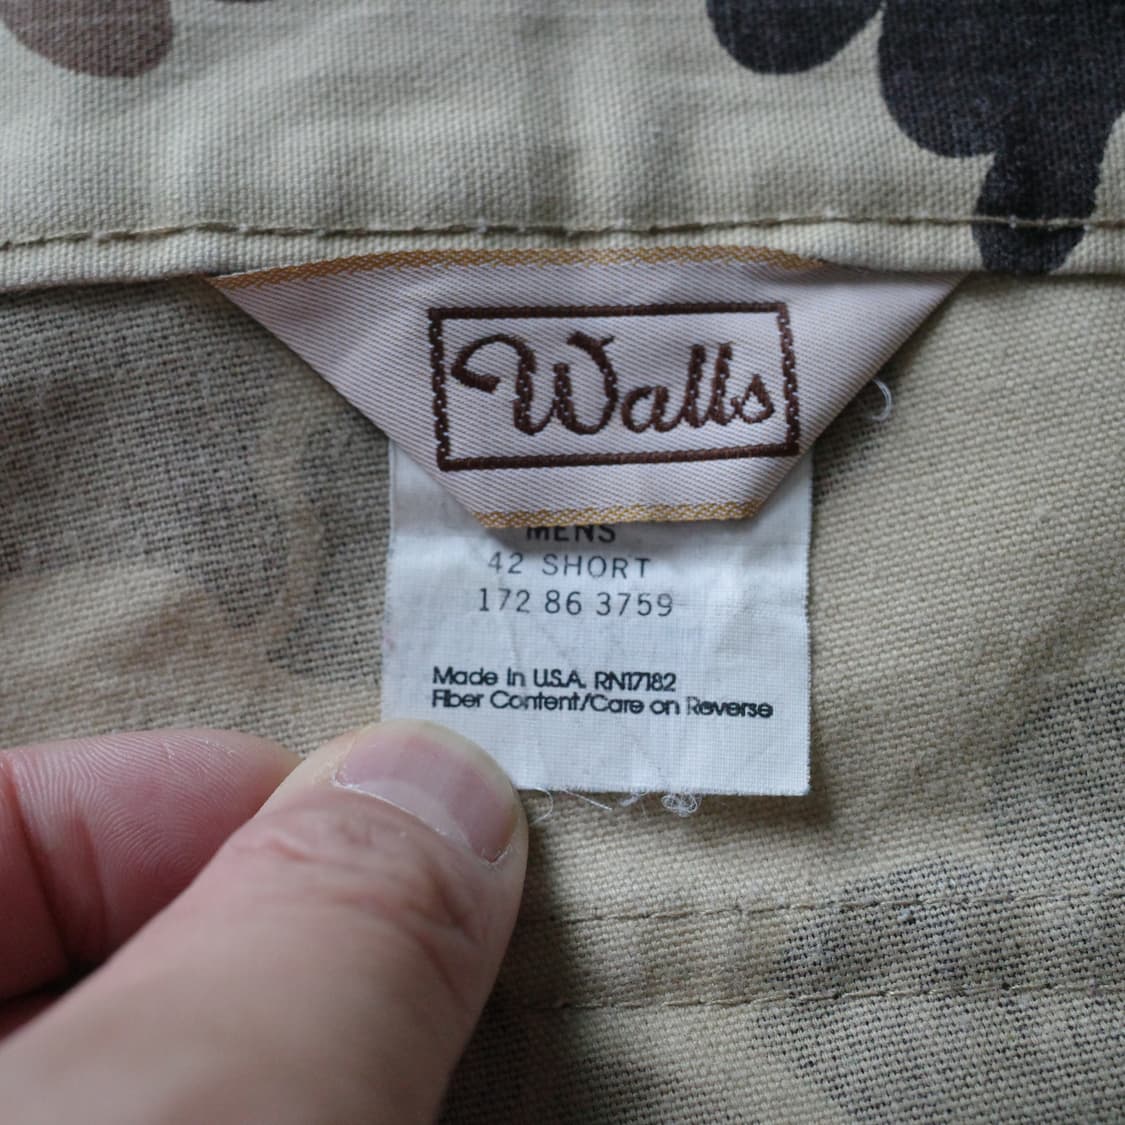 Walls
MENS
42 SHORT
172 86 3759
Made In U.S.A. RN17182
Fiber Content/Care on Reverse